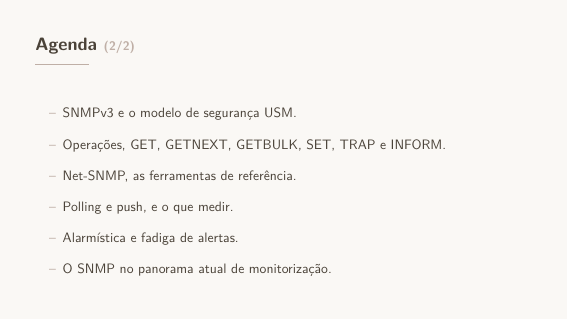 Agenda (2/2)
– SNMPv3 e o modelo de segurança USM.
– Operações, GET, GETNEXT, GETBULK, SET, TRAP e INFORM.
– Net-SNMP, as ferramentas de referência.
– Polling e push, e o que medir.
– Alarmística e fadiga de alertas.
– O SNMP no panorama atual de monitorização.